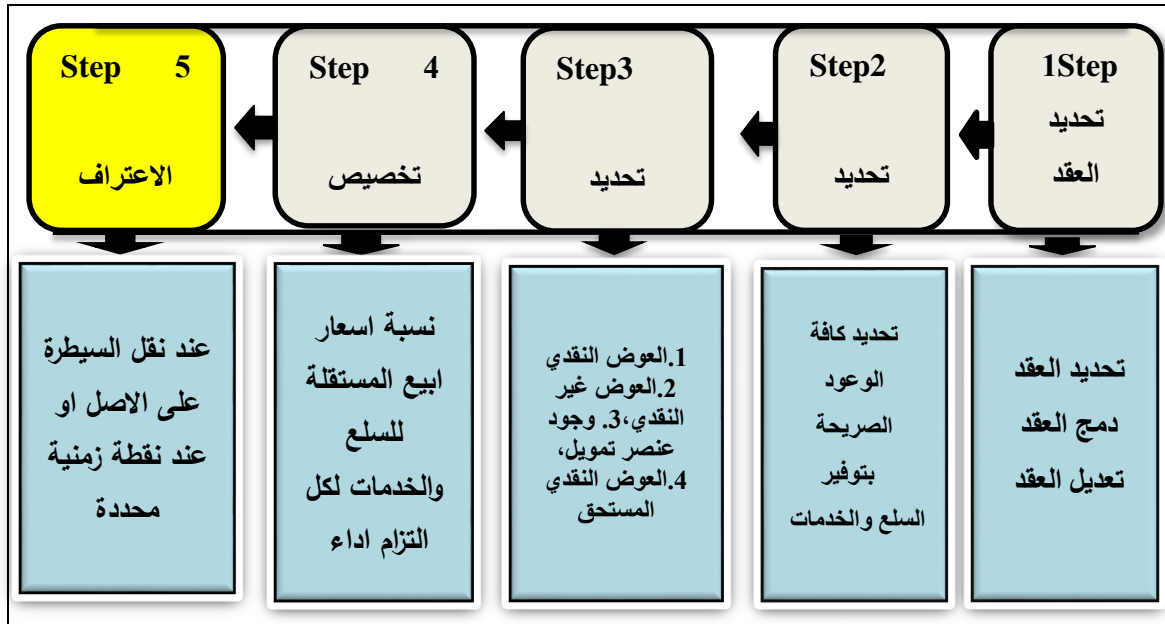 1Step
تحديد
العقد
Step2
تحديد
Step3
تحديد
Step 4
تخصيص
Step 5
الاعتراف
تحديد العقد
دمج العقد
تعديل العقد
تحديد كافة
الوعود
الصريحة
بتوفير
السلع والخدمات
1.العوض النقدي
2.العوض غير
النقدي،3. وجود
عنصر تمويل،
4.العوض النقدي
المستحق
نسبة اسعار
ابيع المستقلة
للسلع
والخدمات لكل
التزام اداء
عند نقل السيطرة
على الاصل او
عند نقطة زمنية
محددة